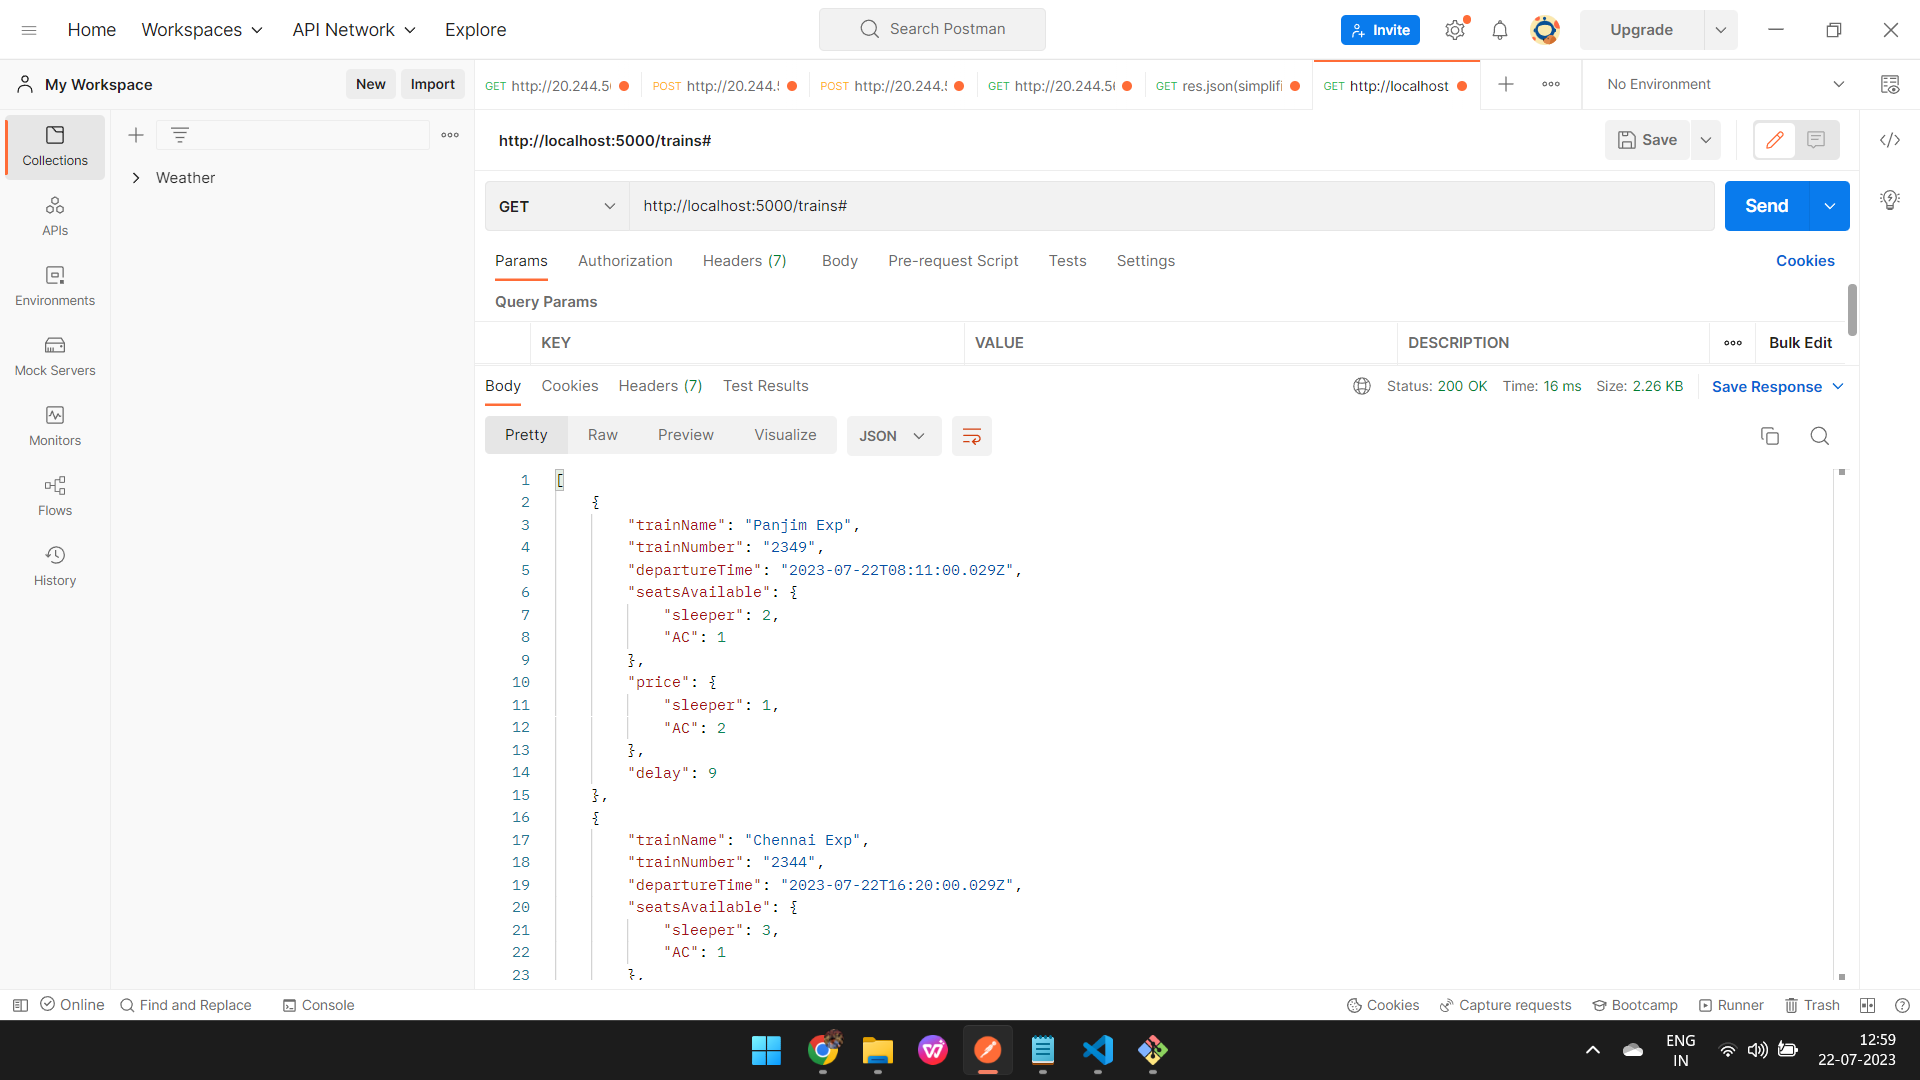 Home Workspaces API Network Explore Search Postman Invite Upgrade
My Workspace New Import GET http://20.244.5 POST http://20.244. POST http://20.244. GET http://20.244.5 GET res.json(simplifi GET http://localhost No Environment
http://localhost:5000/trains# Save
Collections
Weather
APIs
Environments
Mock Servers
Monitors
Flows
History
GET http://localhost:5000/trains# Send
Params Authorization Headers (7) Body Pre-request Script Tests Settings Cookies
Query Params
KEY VALUE DESCRIPTION Bulk Edit
Body Cookies Headers (7) Test Results Status: 200 OK Time: 16 ms Size: 2.26 KB Save Response
Pretty Raw Preview Visualize JSON
1 [
2 {
3 "trainName": "Panjim Exp",
4 "trainNumber": "2349",
5 "departureTime": "2023-07-22T08:11:00.029Z",
6 "seatsAvailable": {
7 "sleeper": 2,
8 "AC": 1
9 },
10 "price": {
11 "sleeper": 1,
12 "AC": 2
13 },
14 "delay": 9
15 },
16 {
17 "trainName": "Chennai Exp",
18 "trainNumber": "2344",
19 "departureTime": "2023-07-22T16:20:00.029Z",
20 "seatsAvailable": {
21 "sleeper": 3,
22 "AC": 1
23 },
Online Find and Replace Console Cookies Capture requests Bootcamp Runner Trash
ENG 12:59
IN 22-07-2023